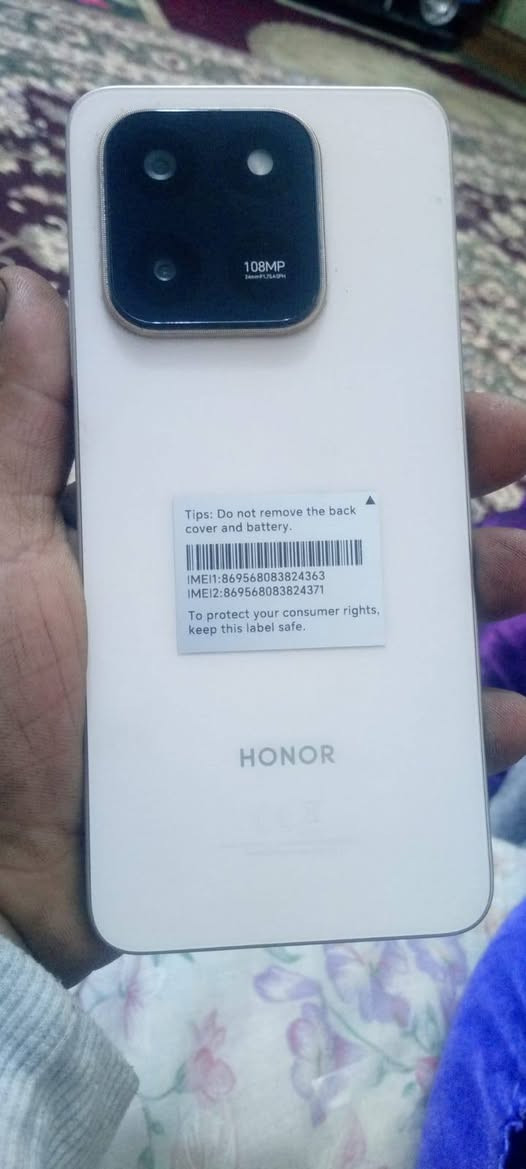 108MP
Tips: Do not remove the back
cover and battery.
IMEI1:869568083824363
IMEI2:869568083824371
To protect your consumer rights,
keep this label safe.
HONOR